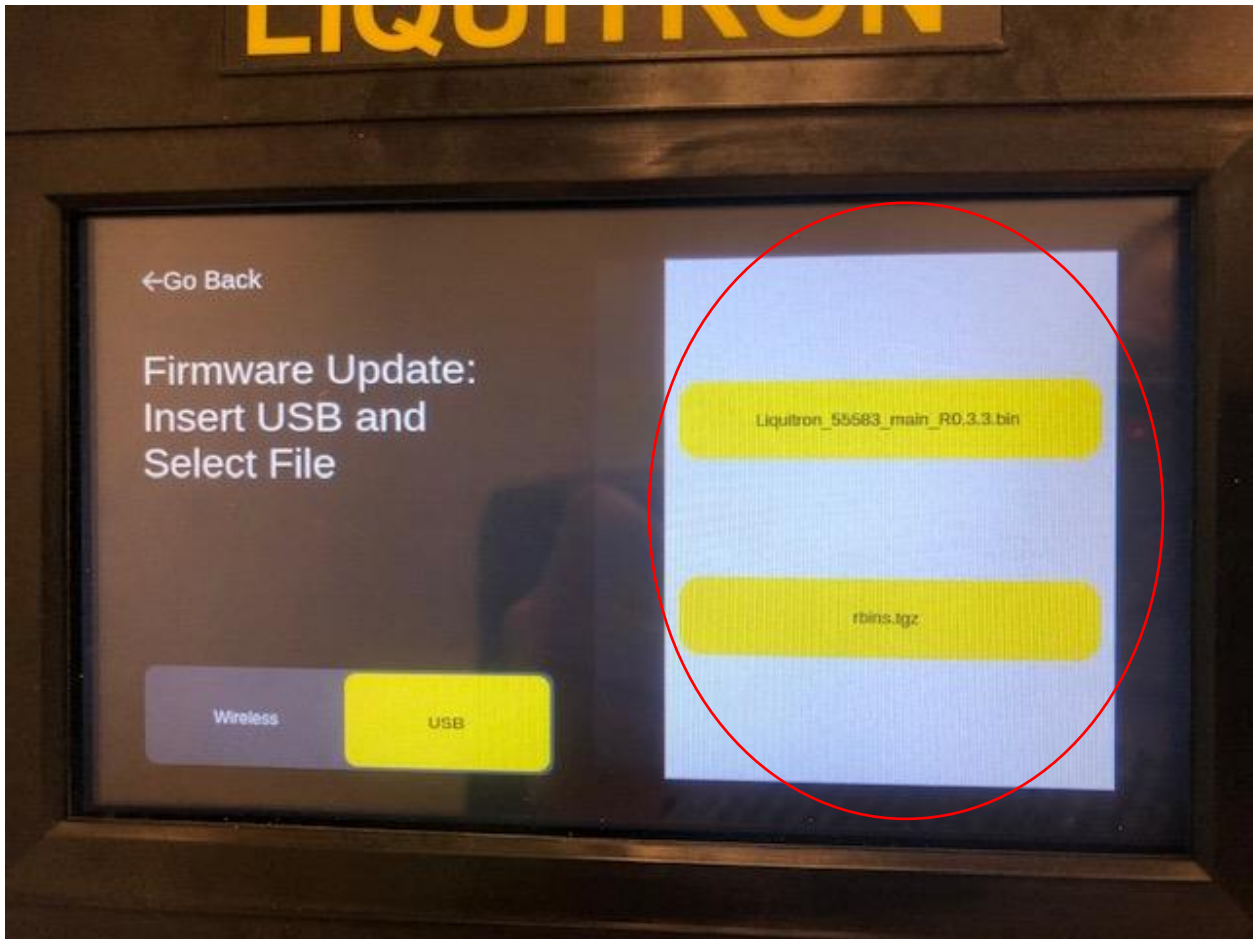 LIQUITRON
←Go Back
Firmware Update:
Insert USB and
Select File
Liquitron_55583_main_R0.3.3.bin
rbins.tgz
Wireless
USB